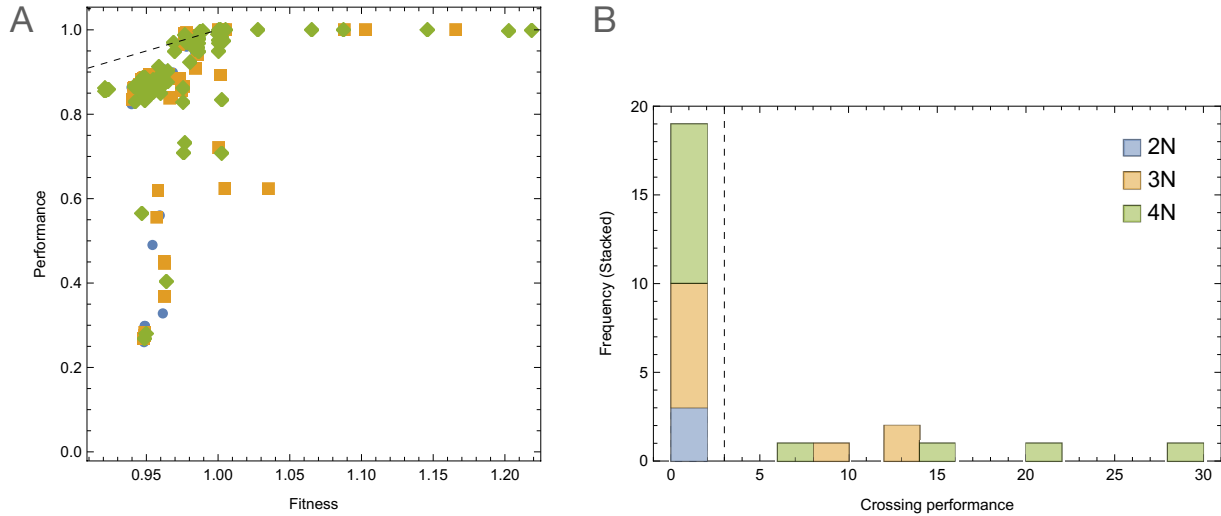 A
1.0
0.8
0.6
0.4
0.2
0.0
Performance
0.95 1.00 1.05 1.10 1.15 1.20
Fitness
B
20
15
10
5
0
Frequency (Stacked)
2N
3N
4N
0 5 10 15 20 25 30
Crossing performance